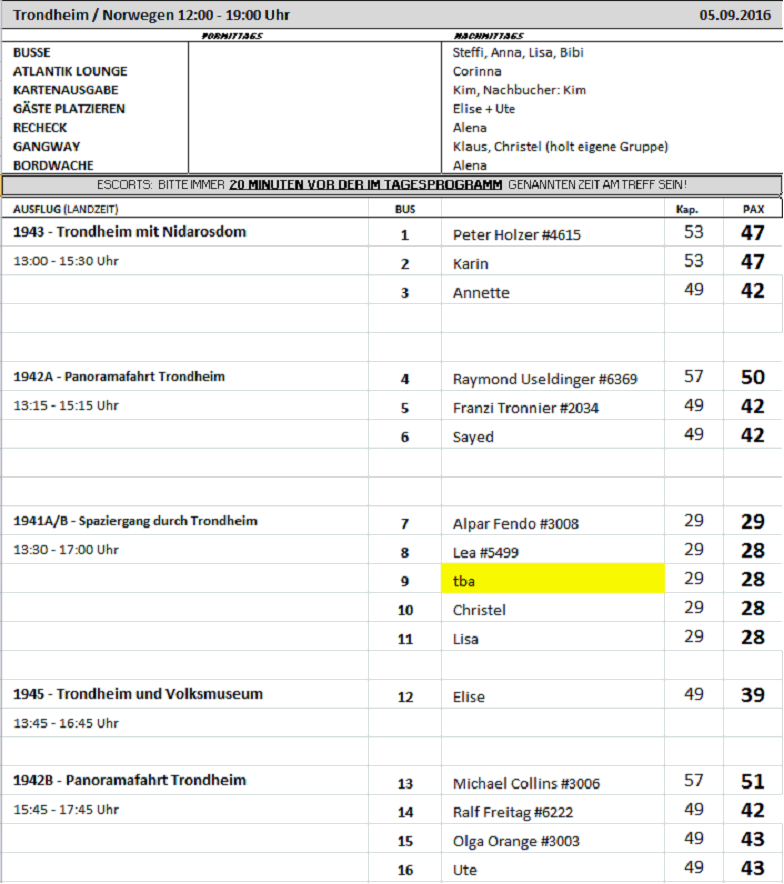 Trondheim / Norwegen 12:00 - 19:00 Uhr 05.09.2016
VORMITTAGS NACHMITTAGS
BUSSE Steffi, Anna, Lisa, Bibi
ATLANTIK LOUNGE Corinna
KARTENAUSGABE Kim, Nachbucher: Kim
GÄSTE PLATZIEREN Elise + Ute
RECHECK Alena
GANGWAY Klaus, Christel (holt eigene Gruppe)
BORDWACHE Alena
ESCORTS: BITTE IMMER 20 MINUTEN VOR DER IM TAGESPROGRAMM GENANNTEN ZEIT AM TREFF SEIN!
AUSFLUG (LANDZEIT) BUS Kap. PAX
1943 - Trondheim mit Nidarosdom 1 Peter Holzer #4615 53 47
13:00 - 15:30 Uhr 2 Karin 53 47
3 Annette 49 42
1942A - Panoramafahrt Trondheim 4 Raymond Useldinger #6369 57 50
13:15 - 15:15 Uhr 5 Franzi Tronnier #2034 49 42
6 Sayed 49 42
1941A/B - Spaziergang durch Trondheim 7 Alpar Fendo #3008 29 29
13:30 - 17:00 Uhr 8 Lea #5499 29 28
9 tba 29 28
10 Christel 29 28
11 Lisa 29 28
1945 - Trondheim und Volksmuseum 12 Elise 49 39
13:45 - 16:45 Uhr
1942B - Panoramafahrt Trondheim 13 Michael Collins #3006 57 51
15:45 - 17:45 Uhr 14 Ralf Freitag #6222 49 42
15 Olga Orange #3003 49 43
16 Ute 49 43